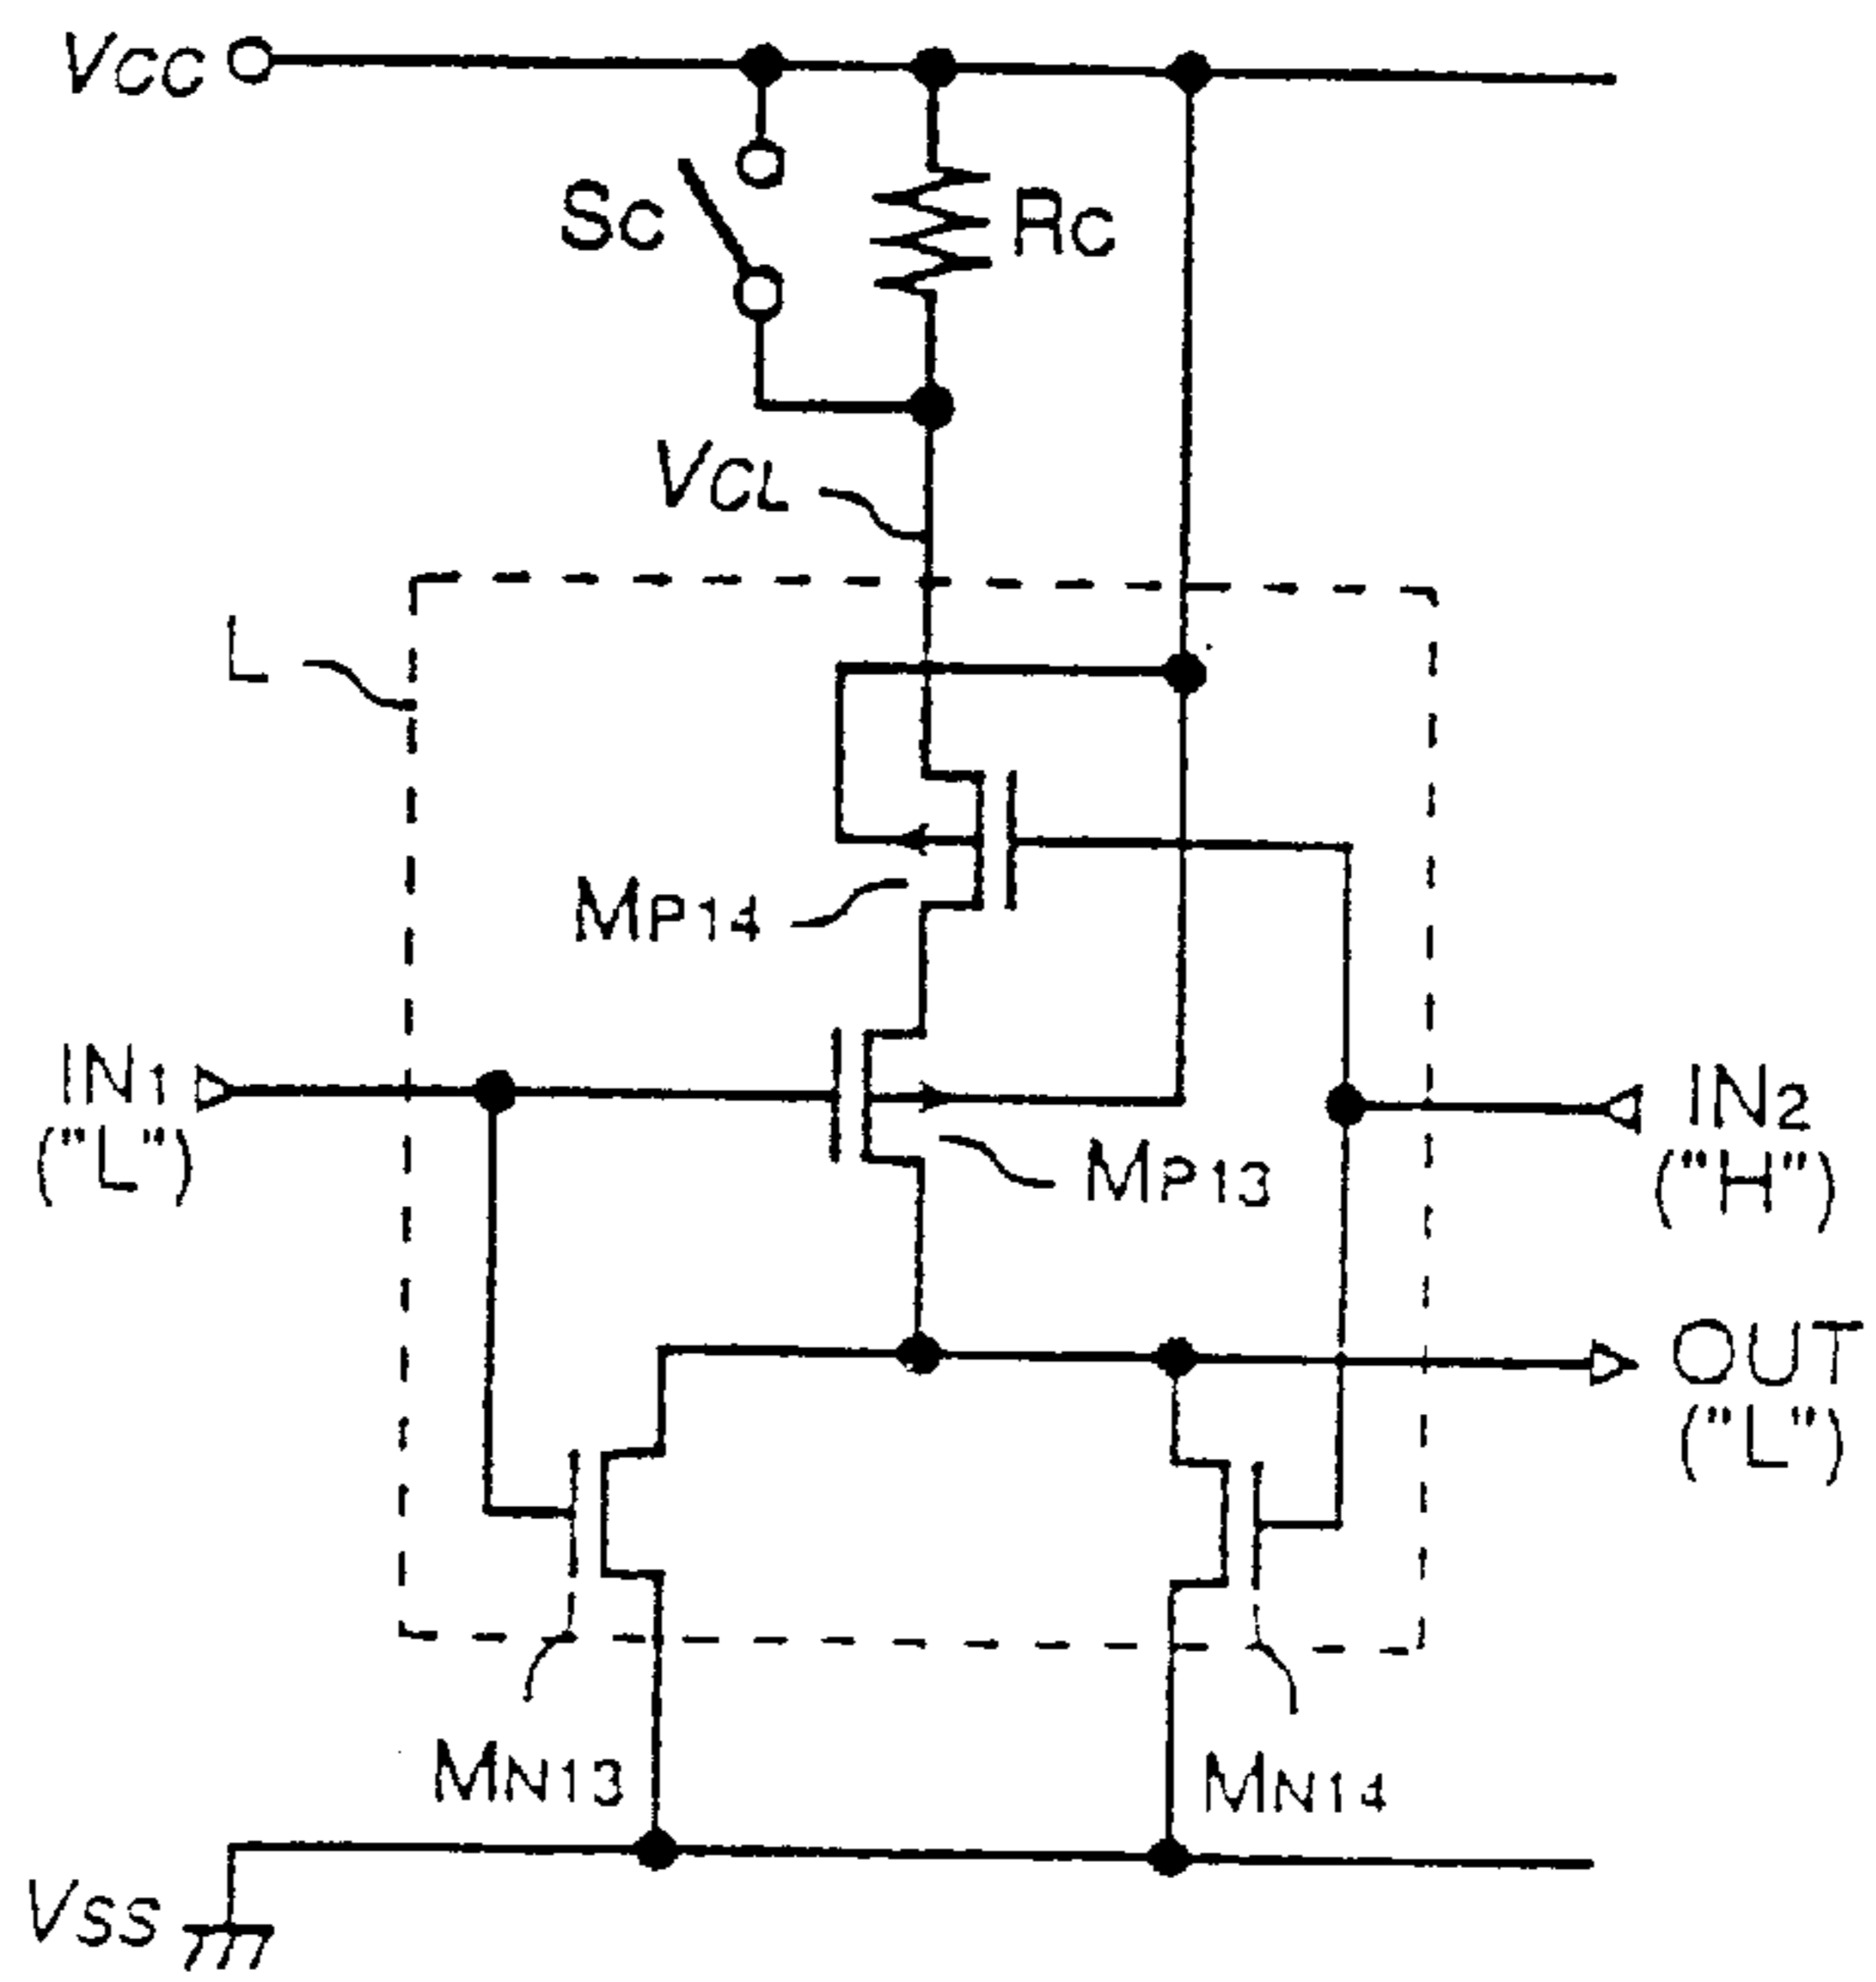 VCC
SC
RC
VCL
L
MP14
IN1
("L")
IN2
("H")
MP13
OUT
("L")
MN13
MN14
VSS